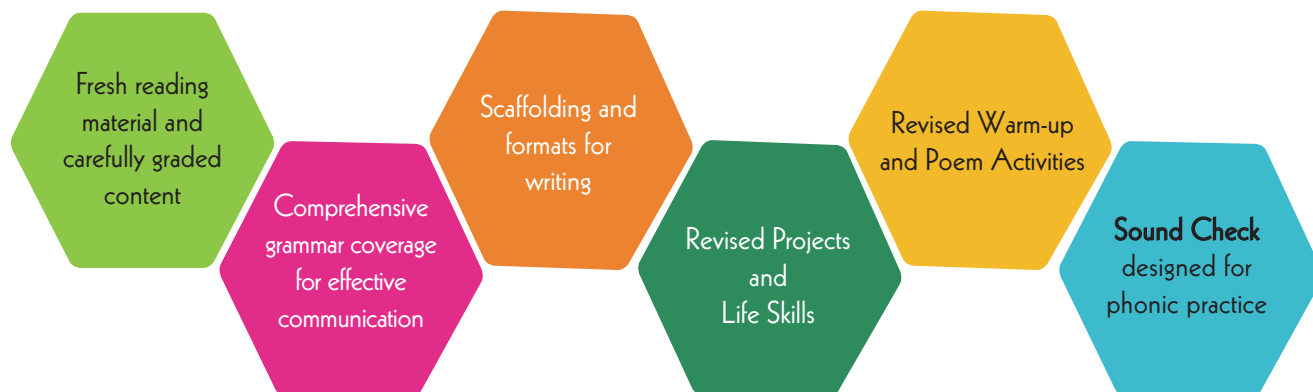 Fresh reading
material and
carefully graded
content
Comprehensive
grammar coverage
for effective
communication
Scaffolding and
formats for
writing
Revised Projects
and
Life Skills
Revised Warm-up
and Poem Activities
Sound Check
designed for
phonic practice